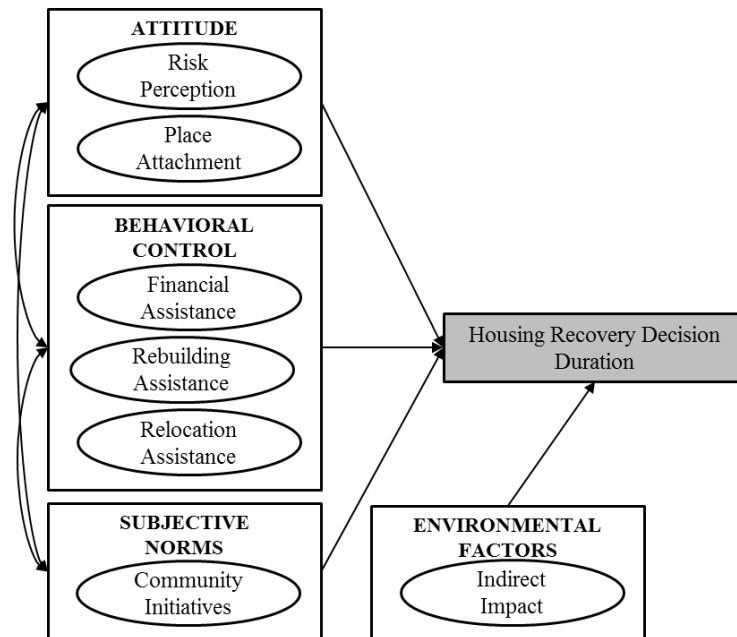 ATTITUDE
Risk
Perception
Place
Attachment
BEHAVIORAL
CONTROL
Financial
Assistance
Rebuilding
Assistance
Relocation
Assistance
SUBJECTIVE
NORMS
Community
Initiatives
Housing Recovery Decision
Duration
ENVIRONMENTAL
FACTORS
Indirect
Impact